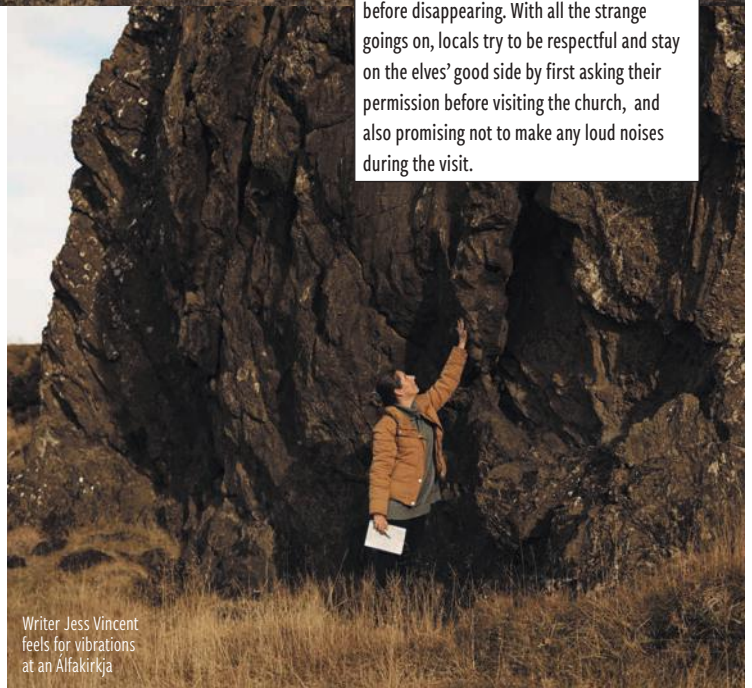 before disappearing. With all the strange
goings on, locals try to be respectful and stay
on the elves’ good side by first asking their
permission before visiting the church, and
also promising not to make any loud noises
during the visit.
Writer Jess Vincent
feels for vibrations
at an Álfakirkja